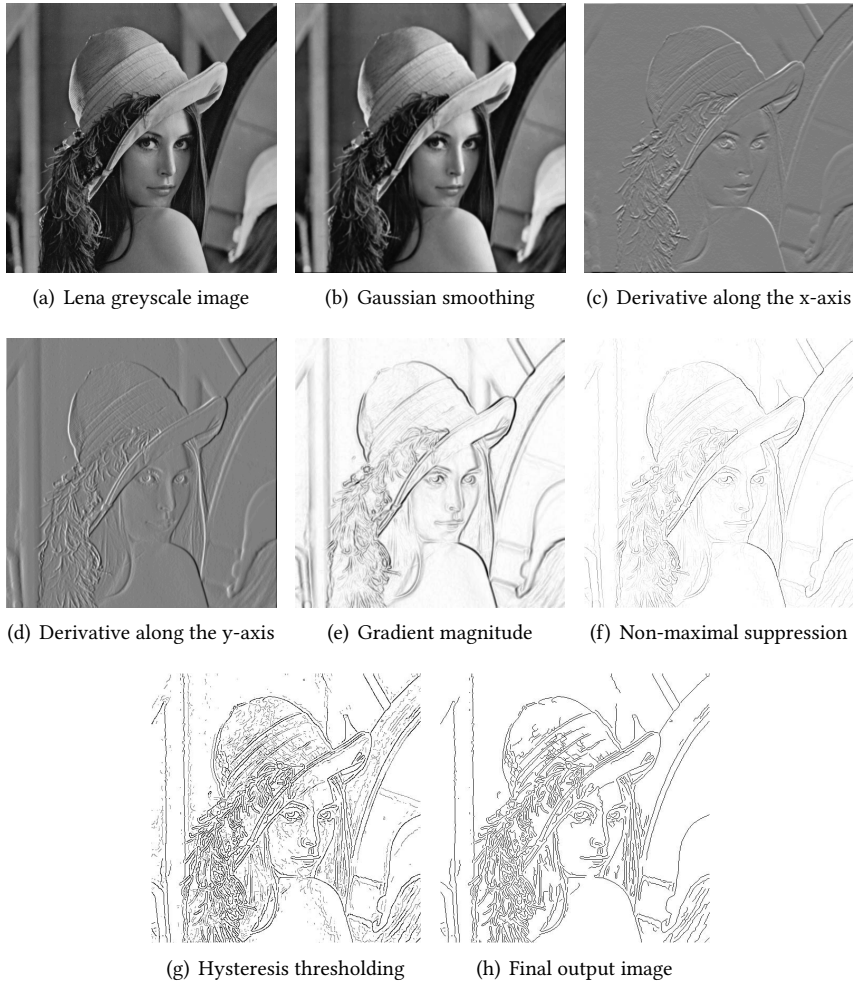 (a) Lena greyscale image
(b) Gaussian smoothing
(c) Derivative along the x-axis
(d) Derivative along the y-axis
(e) Gradient magnitude
(f) Non-maximal suppression
(g) Hysteresis thresholding
(h) Final output image